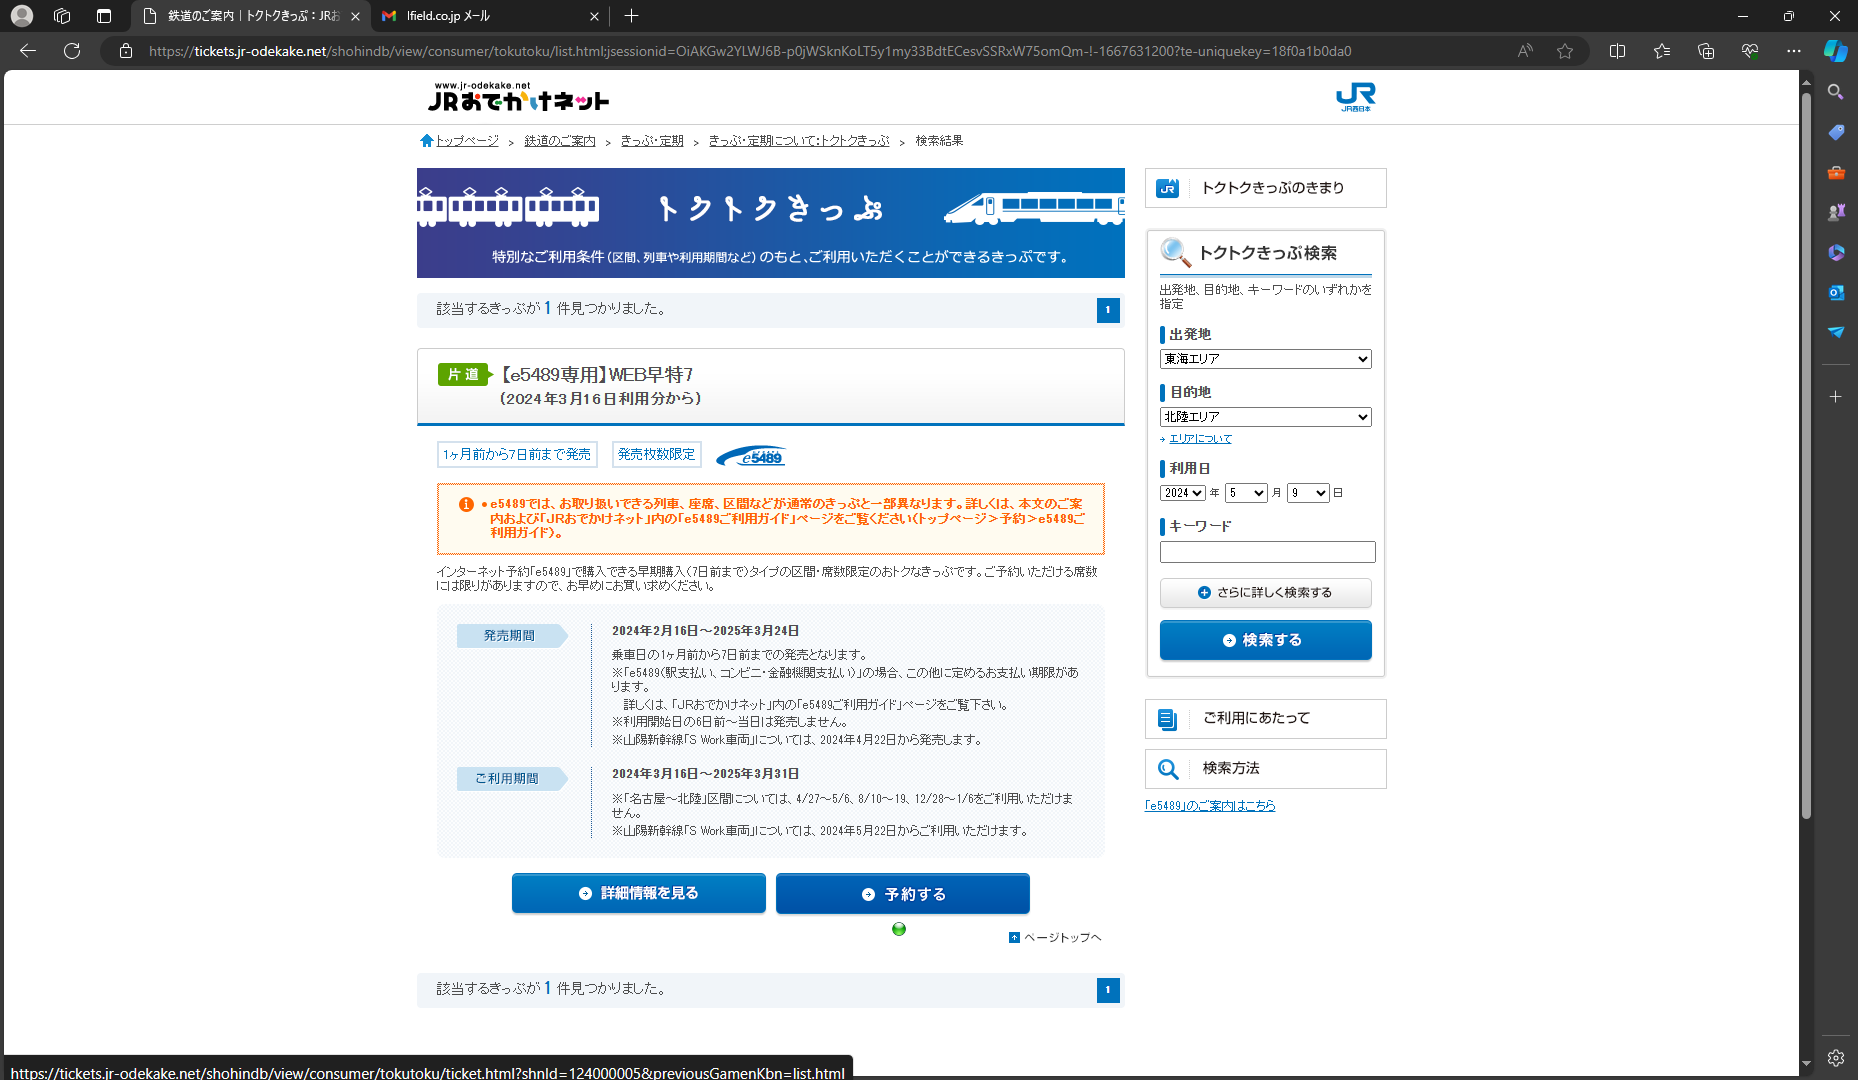 鉄道のご案内｜トクトクきっぷ：JRお
lfield.co.jp メール
https://tickets.jr-odekake.net/shohindb/view/consumer/tokutoku/list.html;jsessionid=OiAKGw2YLWJ6B-p0jWSknKoLT5y1my33BdtECesvSSRxW75omQm-!-1667631200?te-uniquekey=18f0a1b0da0
www.jr-odekake.net
JRおでかけネット
JR
JR西日本
トップページ > 鉄道のご案内 > きっぷ・定期 > きっぷ・定期について：トクトクきっぷ > 検索結果
トクトクきっぷ
特別なご利用条件（区間、列車や利用期間など）のもと、ご利用いただくことができるきっぷです。
該当するきっぷが 1 件見つかりました。
1
片道
【e5489専用】WEB早特7
（2024年3月16日利用分から）
1ヶ月前から7日前まで発売
発売枚数限定
e5489
●e5489では、お取り扱いできる列車、座席、区間などが通常のきっぷと一部異なります。詳しくは、本文のご案
内および「JRおでかけネット」内の「e5489ご利用ガイド」ページをご覧ください（トップページ＞予約＞e5489ご
利用ガイド）。
インターネット予約「e5489」で購入できる早期購入（7日前まで）タイプの区間・席数限定のおトクなきっぷです。ご予約いただける席数
には限りがありますので、お早めにお買い求めください。
発売期間
2024年2月16日～2025年3月24日
乗車日の1ヶ月前から7日前までの発売となります。
※「e5489（駅支払い、コンビニ・金融機関支払い）」の場合、この他に定めるお支払い期限があ
ります。
詳しくは、「JRおでかけネット」内の「e5489ご利用ガイド」ページをご覧下さい。
※利用開始日の6日前～当日は発売しません。
※山陽新幹線「S Work車両」については、2024年4月22日から発売します。
ご利用期間
2024年3月16日～2025年3月31日
※「名古屋～北陸」区間については、4/27～5/6、8/10～19、12/28～1/6をご利用いただけま
せん。
※山陽新幹線「S Work車両」については、2024年5月22日からご利用いただけます。
詳細情報を見る
予約する
ページトップへ
該当するきっぷが 1 件見つかりました。
1
トクトクきっぷのきまり
トクトクきっぷ検索
出発地、目的地、キーワードのいずれかを
指定
出発地
東海エリア
目的地
北陸エリア
エリアについて
利用日
2024 年 5 月 9 日
キーワード
さらに詳しく検索する
検索する
ご利用にあたって
検索方法
「e5489」のご案内はこちら
https://tickets.jr-odekake.net/shohindb/view/consumer/tokutoku/ticket.html?shnId=124000005&previousGamenKbn=list.html